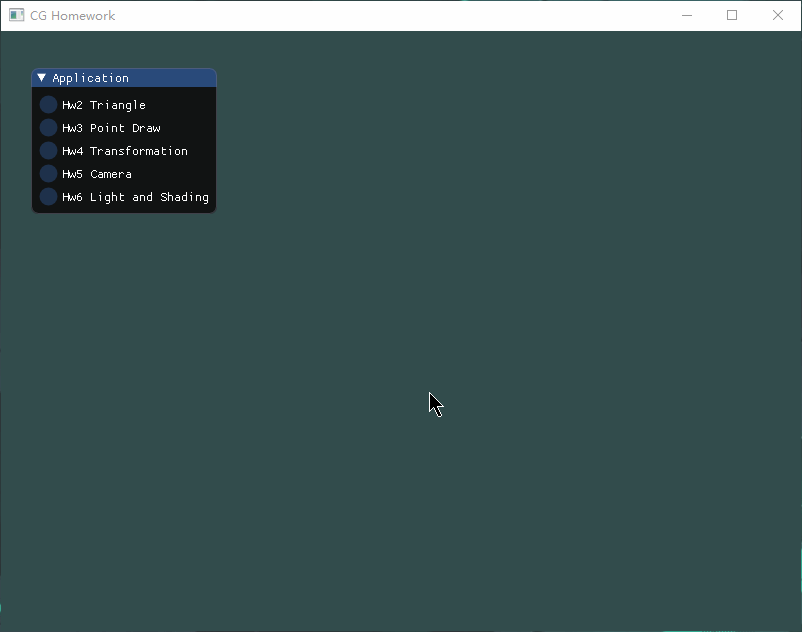 CG Homework
Application
Hw2 Triangle
Hw3 Point Draw
Hw4 Transformation
Hw5 Camera
Hw6 Light and Shading